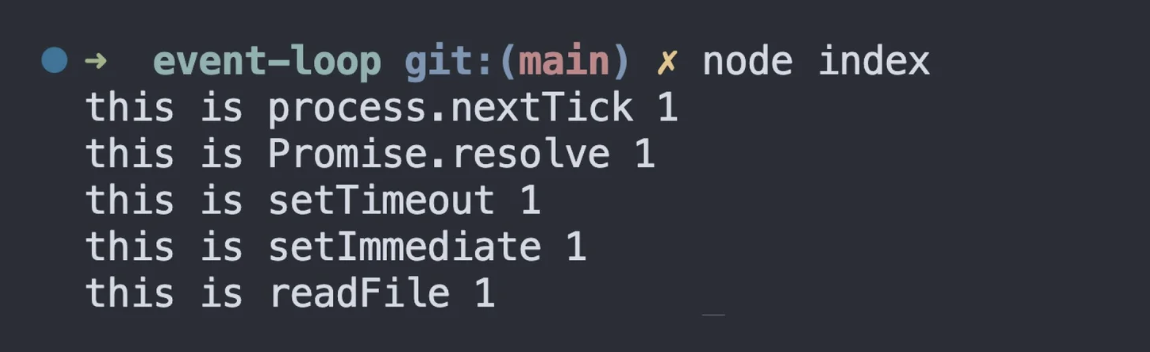 ➜ event-loop git:(main) ✗ node index
this is process.nextTick 1
this is Promise.resolve 1
this is setTimeout 1
this is setImmediate 1
this is readFile 1